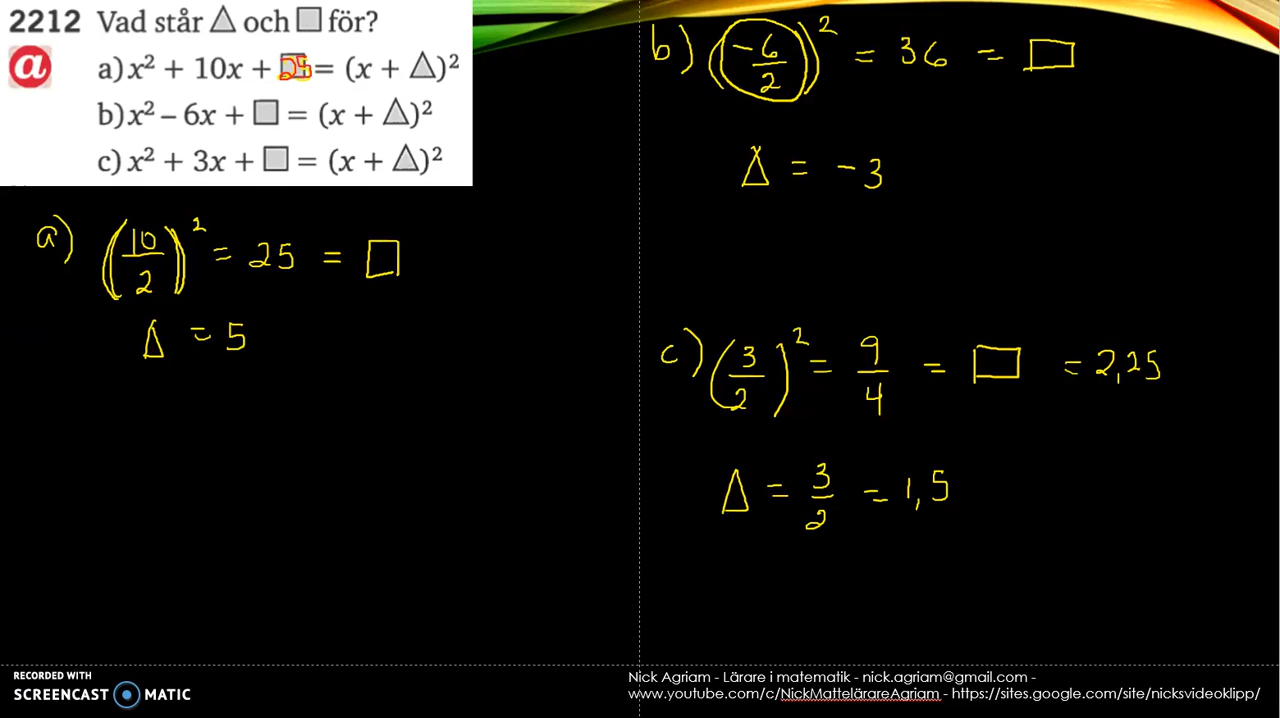 2212 Vad står △ och □ för?
a
a) x² + 10x + 25 = (x + △)²
b) x² – 6x + □ = (x + △)²
c) x² + 3x + □ = (x + △)²
a) (10/2)² = 25 = □
Δ = 5
b) (-6/2)² = 36 = □
Δ = -3
c) (3/2)² = 9/4 = □ = 2,25
Δ = 3/2 = 1,5
RECORDED WITH
SCREENCAST MATIC
Nick Agriam - Lärare i matematik - nick.agriam@gmail.com -
www.youtube.com/c/NickMattelärareAgriam - https://sites.google.com/site/nicksvideoklipp/